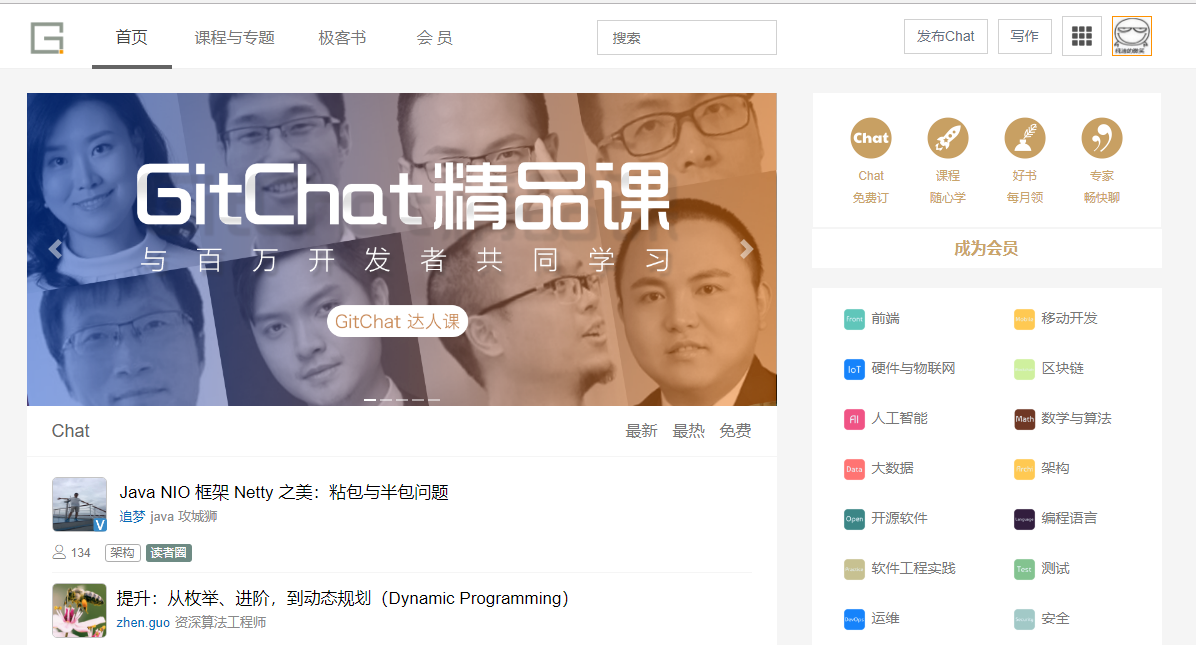 首页 课程与专题 极客书 会 员 搜索 发布Chat 写作
GitChat精品课
与百万开发者共同学习
GitChat 达人课
Chat
Chat 课程 好书 专家
免费订 随心学 每月领 畅快聊
成为会员
Chat 最新 最热 免费
Java NIO 框架 Netty 之美：粘包与半包问题
追梦 java 攻城狮
V
134 架构 读者圈
提升：从枚举、进阶，到动态规划（Dynamic Programming）
zhen.guo 资深算法工程师
front 前端 移动开发
IoT 硬件与物联网 区块链
AI 人工智能 Math 数学与算法
Data 大数据 Archi 架构
Open 开源软件 Language 编程语言
软件工程实践 Test 测试
DevOps 运维 安全